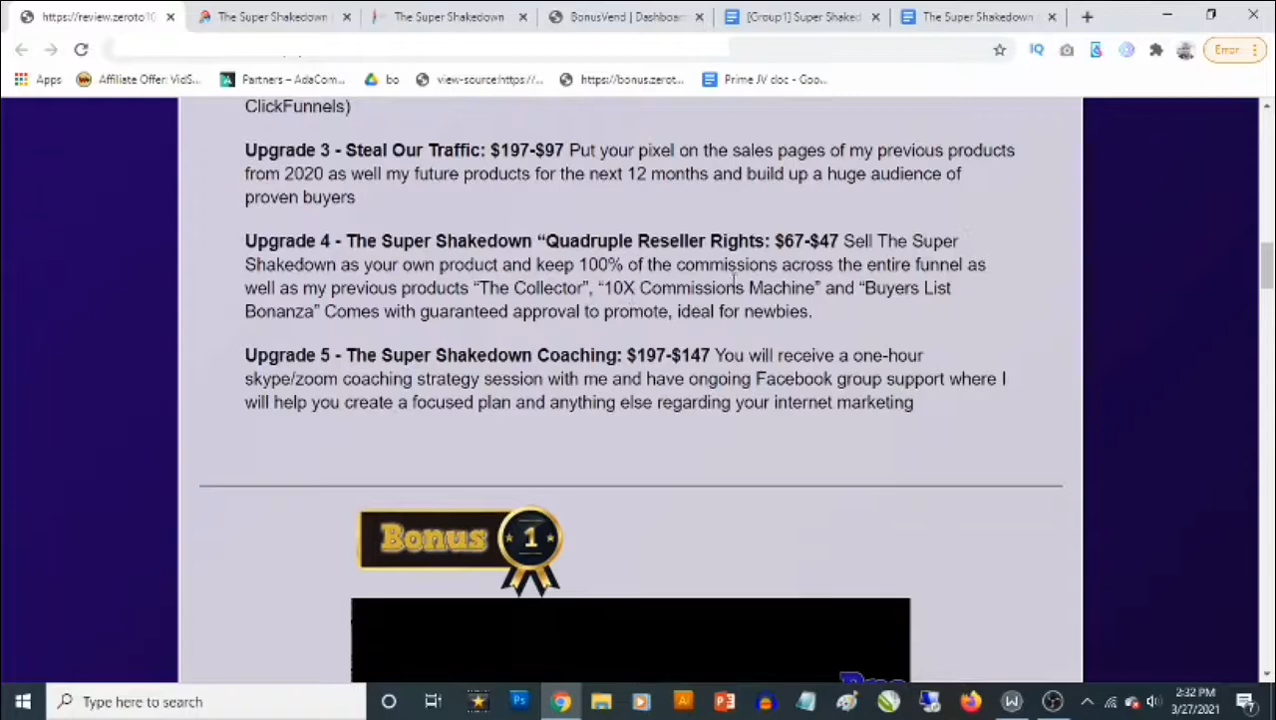 https://review.zeroto10
The Super Shakedown
The Super Shakedown
BonusVend | Dashboar
[Group1] Super Shaked
The Super Shakedown
IQ
Error
Apps
Affiliate Offer: VidS...
Partners – AdaCom...
bo
view-source:https://...
https://bonus.zerot...
Prime JV doc - Goo...
ClickFunnels)
Upgrade 3 - Steal Our Traffic: $197-$97 Put your pixel on the sales pages of my previous products
from 2020 as well my future products for the next 12 months and build up a huge audience of
proven buyers
Upgrade 4 - The Super Shakedown “Quadruple Reseller Rights: $67-$47 Sell The Super
Shakedown as your own product and keep 100% of the commissions across the entire funnel as
well as my previous products “The Collector”, “10X Commissions Machine” and “Buyers List
Bonanza” Comes with guaranteed approval to promote, ideal for newbies.
Upgrade 5 - The Super Shakedown Coaching: $197-$147 You will receive a one-hour
skype/zoom coaching strategy session with me and have ongoing Facebook group support where I
will help you create a focused plan and anything else regarding your internet marketing
Bonus 1
Type here to search
2:32 PM
3/27/2021